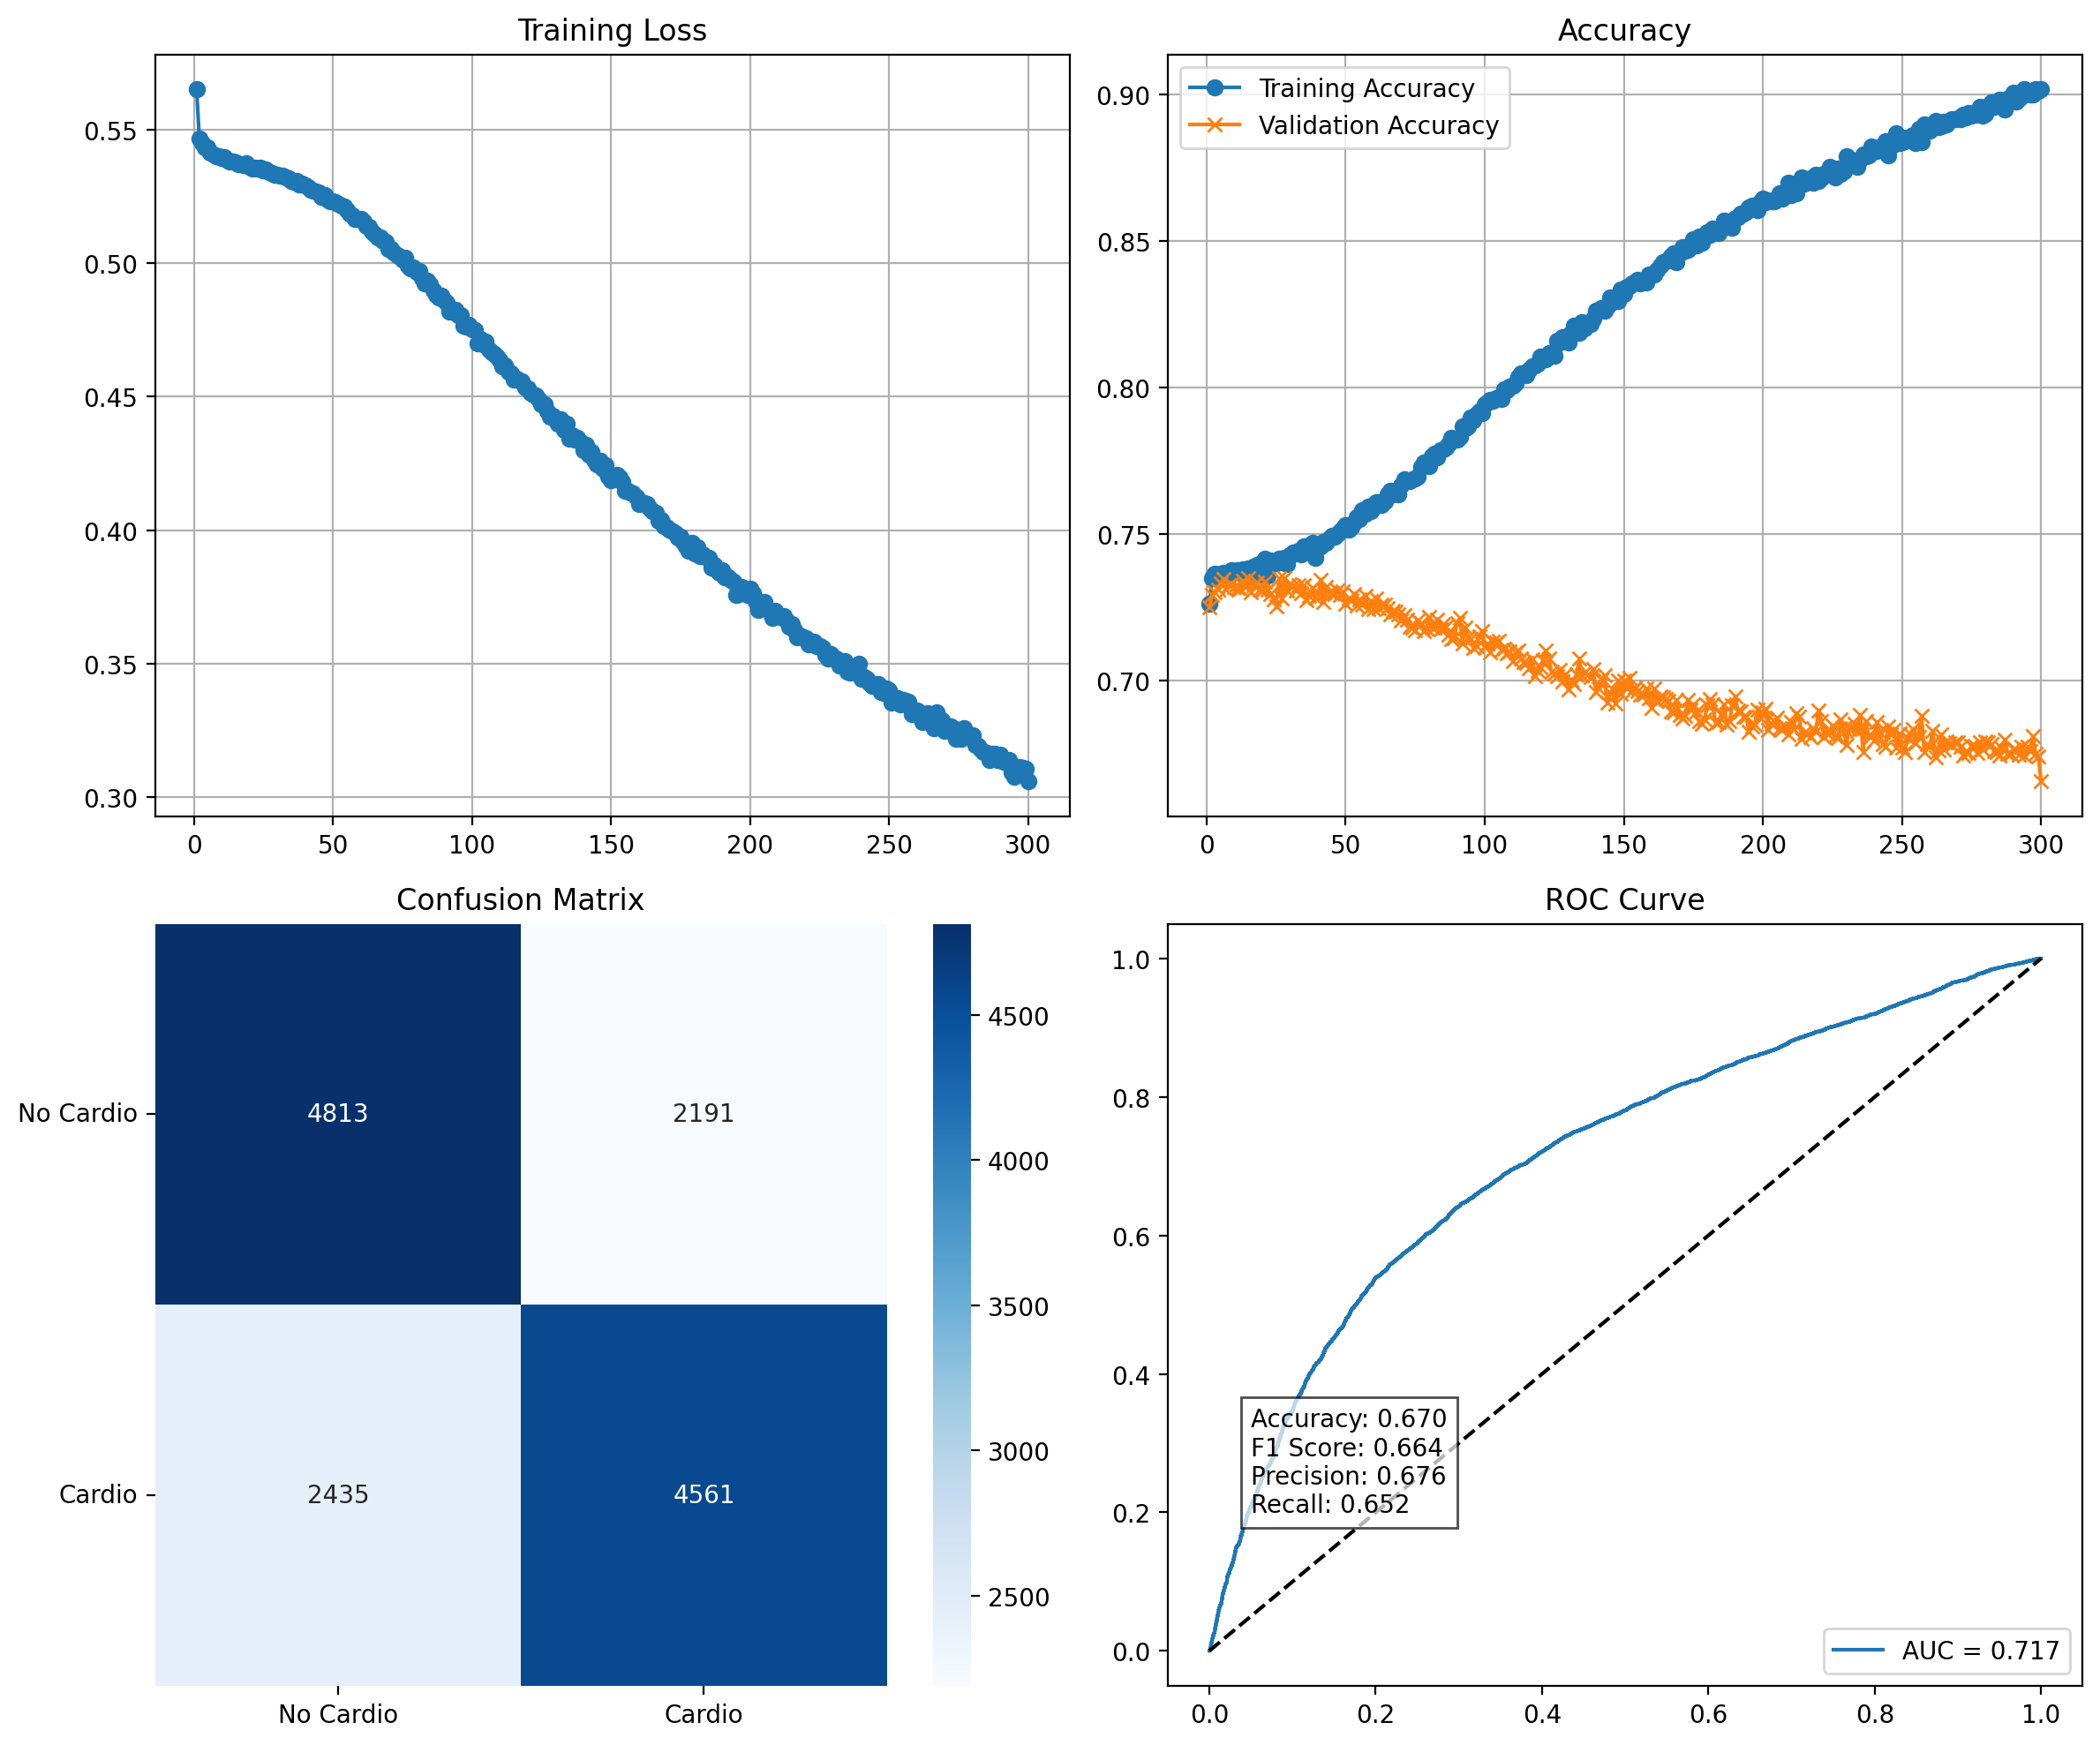 Training Loss
0.55
0.50
0.45
0.40
0.35
0.30
0 50 100 150 200 250 300
Accuracy
Training Accuracy
Validation Accuracy
0.90
0.85
0.80
0.75
0.70
0 50 100 150 200 250 300
Confusion Matrix
No Cardio
Cardio
4813 2191
2435 4561
No Cardio Cardio
4500
4000
3500
3000
2500
ROC Curve
1.0
0.8
0.6
0.4
0.2
0.0
Accuracy: 0.670
F1 Score: 0.664
Precision: 0.676
Recall: 0.652
AUC = 0.717
0.0 0.2 0.4 0.6 0.8 1.0